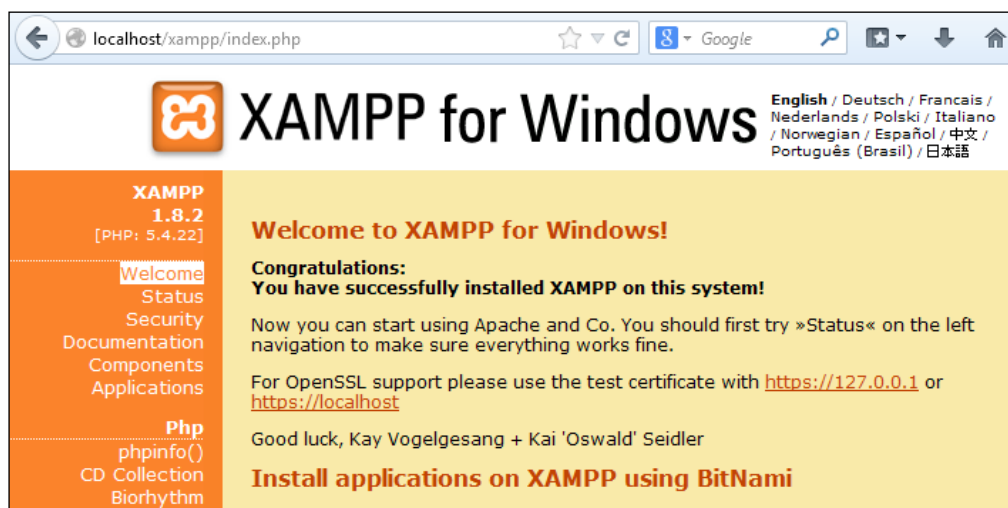 localhost/xampp/index.php
8 Google
XAMPP for Windows
English / Deutsch / Francais /
Nederlands / Polski / Italiano
/ Norwegian / Español / 中文 /
Português (Brasil) / 日本語
XAMPP
1.8.2
[PHP: 5.4.22]
Welcome
Status
Security
Documentation
Components
Applications
Php
phpinfo()
CD Collection
Biorhythm
Welcome to XAMPP for Windows!
Congratulations:
You have successfully installed XAMPP on this system!
Now you can start using Apache and Co. You should first try »Status« on the left
navigation to make sure everything works fine.
For OpenSSL support please use the test certificate with https://127.0.0.1 or
https://localhost
Good luck, Kay Vogelgesang + Kai 'Oswald' Seidler
Install applications on XAMPP using BitNami